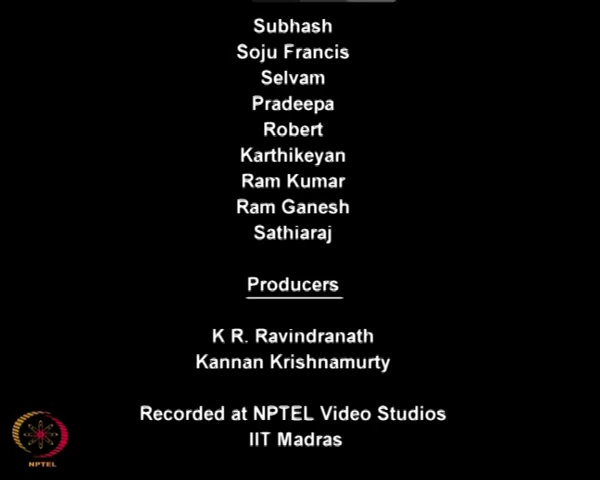 Subhash
Soju Francis
Selvam
Pradeepa
Robert
Karthikeyan
Ram Kumar
Ram Ganesh
Sathiaraj
Producers
K R. Ravindranath
Kannan Krishnamurty
Recorded at NPTEL Video Studios
IIT Madras
NPTEL